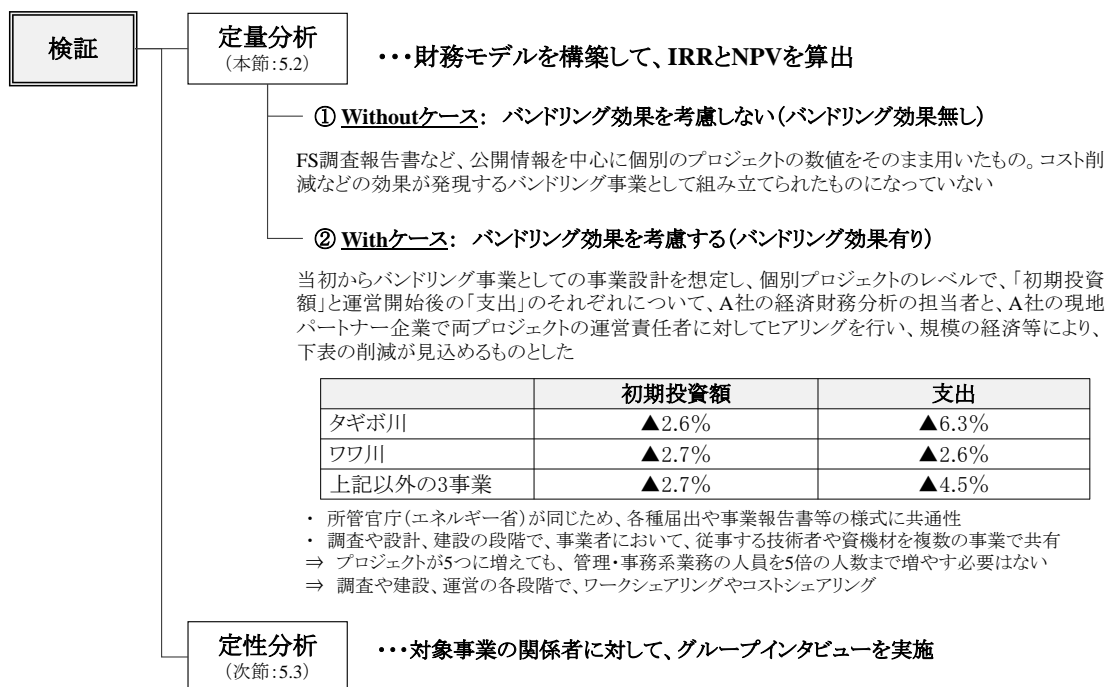 検証
定量分析
（本節：5.2）
・・・財務モデルを構築して、IRRとNPVを算出
① Withoutケース： バンドリング効果を考慮しない（バンドリング効果無し）
FS調査報告書など、公開情報を中心に個別のプロジェクトの数値をそのまま用いたもの。コスト削
減などの効果が発現するバンドリング事業として組み立てられたものになっていない
② Withケース： バンドリング効果を考慮する（バンドリング効果有り）
当初からバンドリング事業としての事業設計を想定し、個別プロジェクトのレベルで、「初期投資
額」と運営開始後の「支出」のそれぞれについて、A社の経済財務分析の担当者と、A社の現地
パートナー企業で両プロジェクトの運営責任者に対してヒアリングを行い、規模の経済等により、
下表の削減が見込めるものとした
初期投資額 支出
タギボ川 ▲2.6％ ▲6.3％
ワワ川 ▲2.7％ ▲2.6％
上記以外の3事業 ▲2.7％ ▲4.5％
・ 所管官庁（エネルギー省）が同じため、各種届出や事業報告書等の様式に共通性
・ 調査や設計、建設の段階で、事業者において、従事する技術者や資機材を複数の事業で共有
⇒ プロジェクトが5つに増えても、管理・事務系業務の人員を5倍の人数まで増やす必要はない
⇒ 調査や建設、運営の各段階で、ワークシェアリングやコストシェアリング
定性分析
（次節：5.3）
・・・対象事業の関係者に対して、グループインタビューを実施